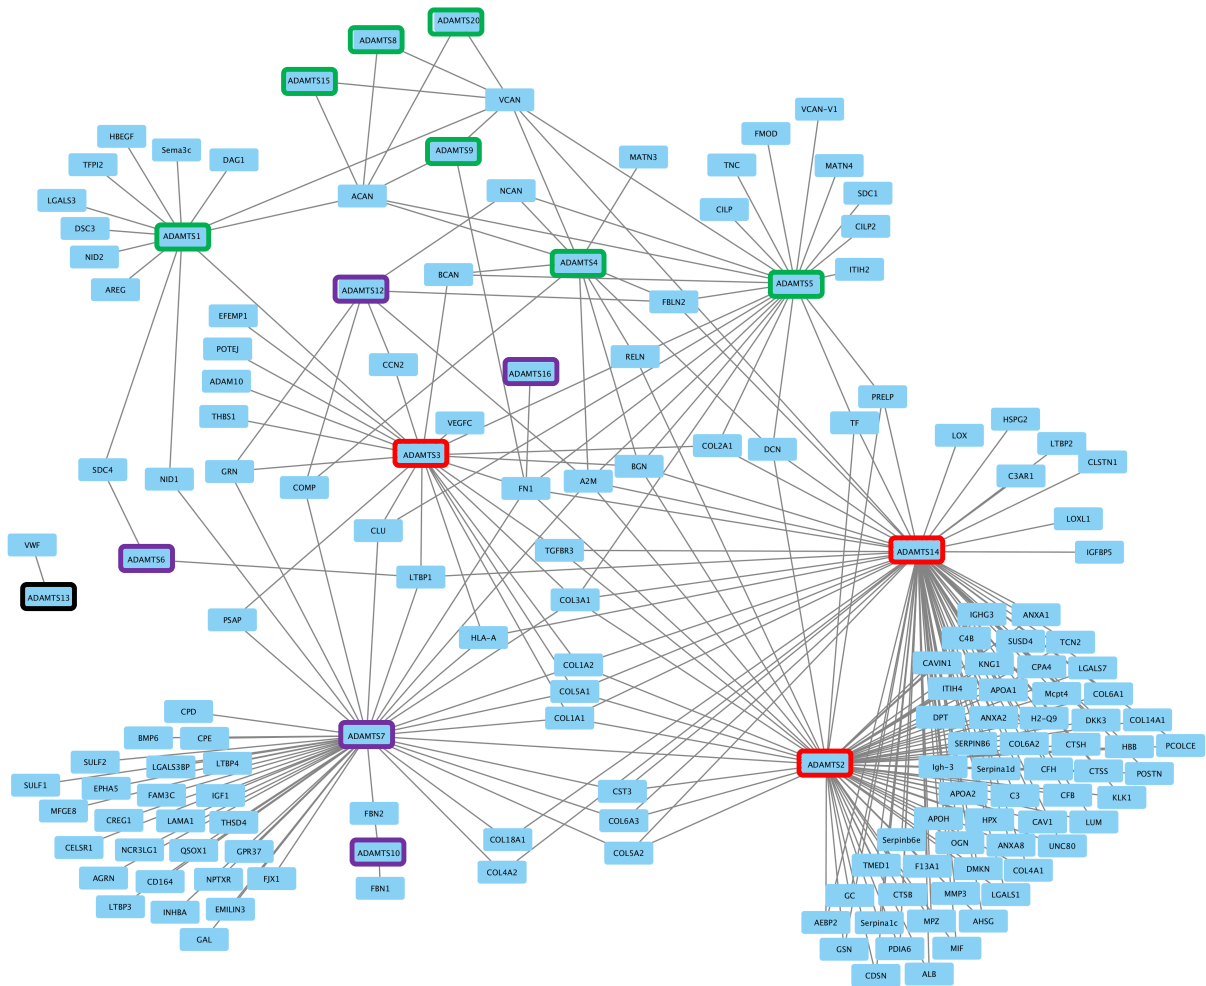 ADAMTS20
ADAMTS8
ADAMTS15
VCAN
VCAN-V1
HBEGF
FMOD
Sema3c
ADAMTS9
DAG1
MATN3
TFPI2
TNC
MATN4
NCAN
ACAN
SDC1
LGALS3
CILP
DSC3
CILP2
ADAMTS1
NID2
ADAMTS4
ITIH2
BCAN
ADAMTS5
AREG
ADAMTS12
FBLN2
EFEMP1
POTEJ
RELN
CCN2
ADAMTS16
ADAM10
PRELP
THBS1
VEGFC
TF
HSPG2
LOX
COL2A1
DCN
LTBP2
ADAMTS3
CLSTN1
SDC4
GRN
BGN
NID1
COMP
FN1
A2M
C3AR1
LOXL1
CLU
VWF
TGFBR3
ADAMTS14
IGFBP5
ADAMTS6
LTBP1
ADAMTS13
COL3A1
PSAP
IGHG3
ANXA1
HLA-A
C4B
SUSD4
TCN2
COL1A2
CAVIN1
KNG1
CPA4
LGALS7
COL5A1
ITIH4
APOA1
Mcpt4
COL6A1
CPD
COL1A1
DPT
ANXA2
H2-Q9
DKK3
COL14A1
BMP6
CPE
ADAMTS7
SERPINB6
COL6A2
CTSH
HBB
PCOLCE
SULF2
LGALS3BP
LTBP4
ADAMTS2
Igh-3
Serpina1d
CFH
CTSS
POSTN
SULF1
EPHA5
FAM3C
IGF1
CST3
APOA2
C3
CFB
KLK1
MFGE8
CREG1
LAMA1
THSD4
FBN2
COL6A3
APOH
HPX
CAV1
LUM
CELSR1
NCR3LG1
QSOX1
GPR37
ADAMTS10
COL18A1
COL5A2
Serpinb6e
OGN
ANXA8
UNC80
AGRN
CD164
NPTXR
FJX1
FBN1
COL4A2
TMED1
F13A1
DMKN
COL4A1
LTBP3
INHBA
EMILIN3
GC
CTSB
MMP3
LGALS1
GAL
AEBP2
Serpina1c
MPZ
AHSG
GSN
PDIA6
MIF
CDSN
ALB